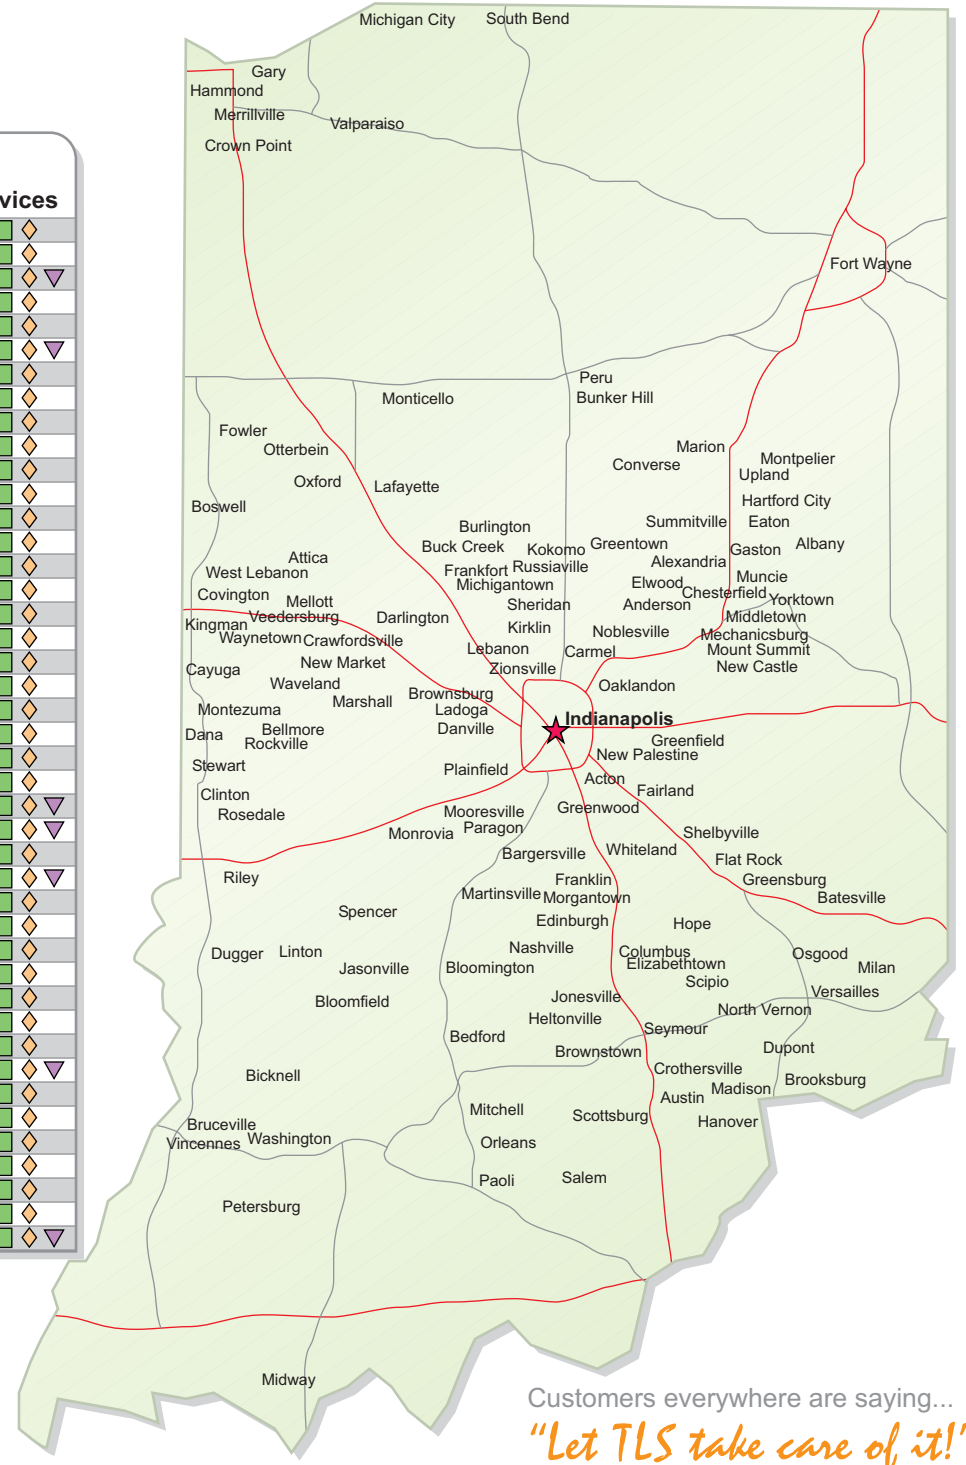 Michigan City
South Bend
Gary
Hammond
Merrillville
Valparaiso
Crown Point
vices
Fort Wayne
Peru
Monticello
Bunker Hill
Fowler
Otterbein
Marion
Converse
Montpelier
Upland
Oxford
Lafayette
Boswell
Hartford City
Burlington
Summitville
Eaton
Buck Creek
Kokomo
Greentown
Gaston
Albany
Attica
Frankfort
Russiaville
Alexandria
West Lebanon
Michigantown
Elwood
Muncie
Covington
Mellott
Sheridan
Anderson
Chesterfield
Yorktown
Kingman
Veedersburg
Darlington
Middletown
Waynetown
Crawfordsville
Kirklin
Noblesville
Mechanicsburg
Lebanon
Carmel
Mount Summit
Cayuga
New Market
Zionsville
New Castle
Waveland
Brownsburg
Oaklandon
Montezuma
Marshall
Ladoga
Indianapolis
Dana
Bellmore
Danville
Greenfield
Rockville
New Palestine
Stewart
Plainfield
Acton
Fairland
Clinton
Mooresville
Greenwood
Rosedale
Monrovia
Paragon
Shelbyville
Bargersville
Whiteland
Flat Rock
Riley
Franklin
Greensburg
Martinsville
Morgantown
Batesville
Spencer
Edinburgh
Hope
Dugger
Linton
Nashville
Columbus
Osgood
Jasonville
Bloomington
Elizabethtown
Milan
Scipio
Bloomfield
Jonesville
Versailles
Heltonville
North Vernon
Bedford
Seymour
Brownstown
Dupont
Bicknell
Crothersville
Brooksburg
Madison
Austin
Mitchell
Scottsburg
Hanover
Bruceville
Vincennes
Washington
Orleans
Paoli
Salem
Petersburg
Midway
Customers everywhere are saying...
“Let TLS take care of it!”